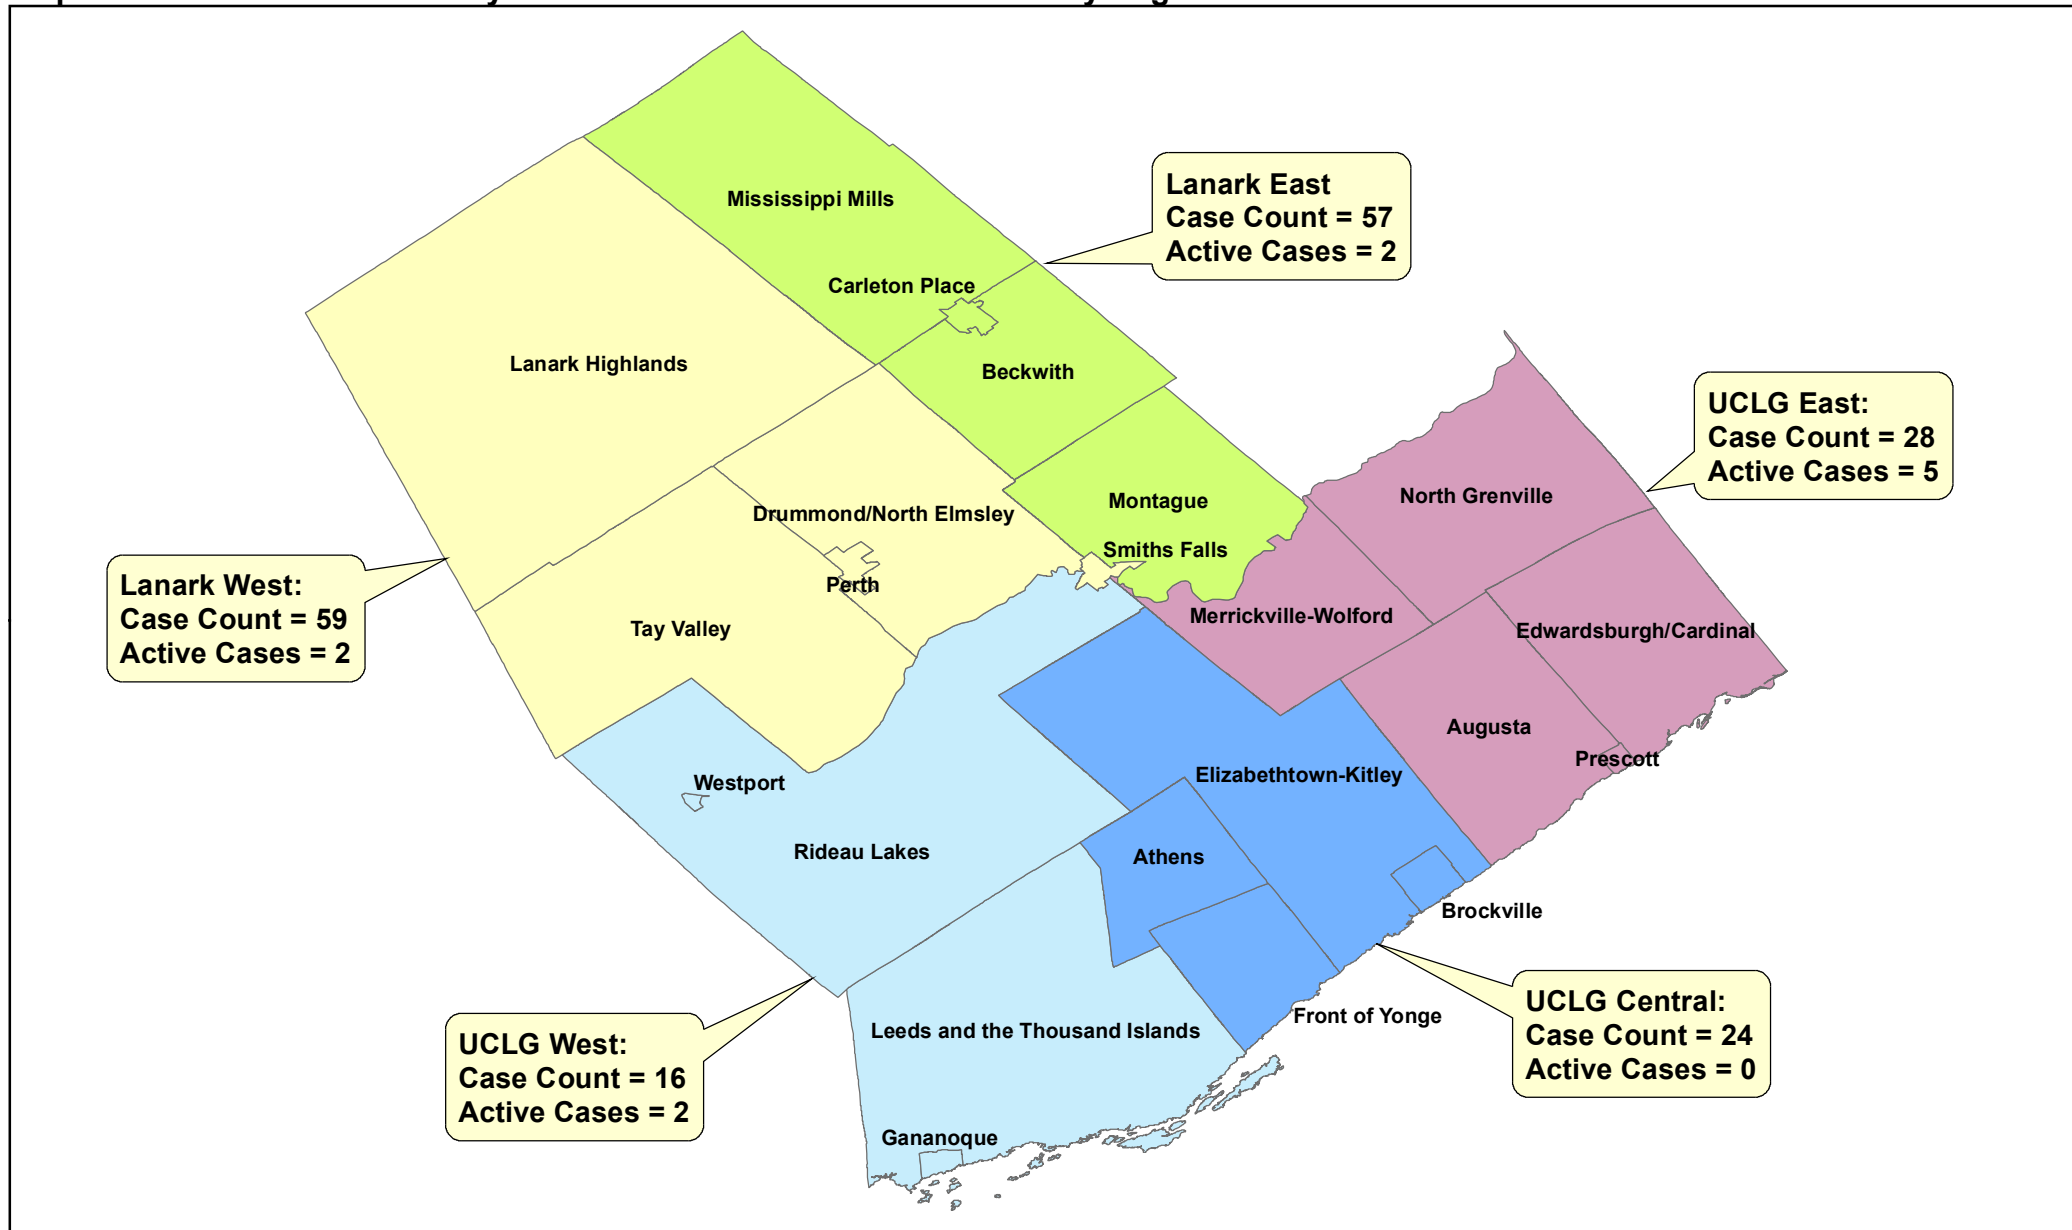 Mississippi Mills
Lanark East
Case Count = 57
Active Cases = 2
Carleton Place
Lanark Highlands
Beckwith
UCLG East:
Case Count = 28
Active Cases = 5
North Grenville
Montague
Drummond/North Elmsley
Smiths Falls
Perth
Lanark West:
Case Count = 59
Active Cases = 2
Tay Valley
Merrickville-Wolford
Edwardsburgh/Cardinal
Augusta
Prescott
Elizabethtown-Kitley
Westport
Rideau Lakes
Athens
Brockville
UCLG Central:
Case Count = 24
Active Cases = 0
Front of Yonge
Leeds and the Thousand Islands
UCLG West:
Case Count = 16
Active Cases = 2
Gananoque